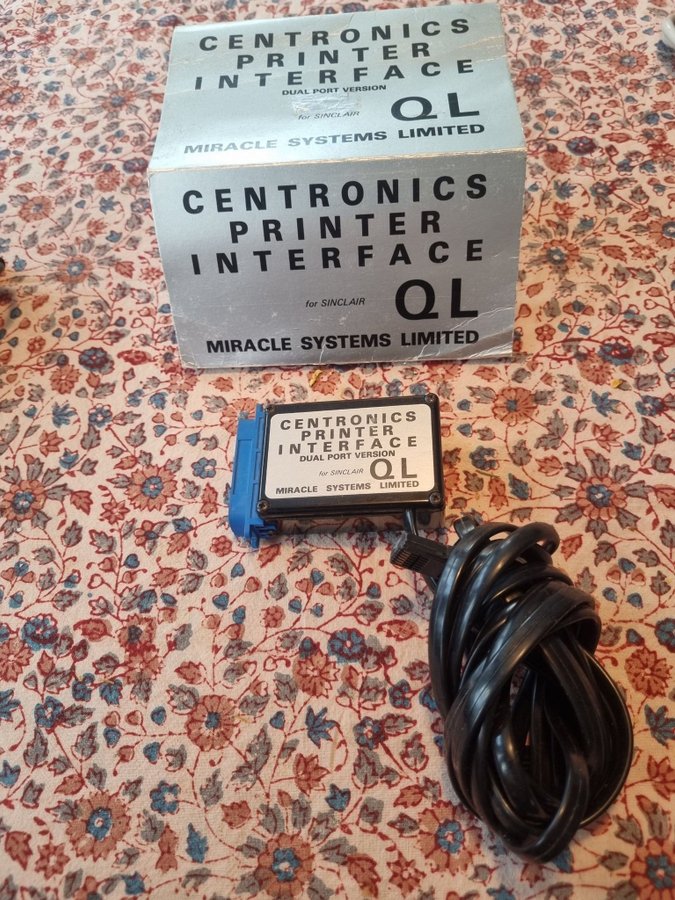 CENTRONICS
PRINTER
INTERFACE
DUAL PORT VERSION
for SINCLAIR QL
MIRACLE SYSTEMS LIMITED
CENTRONICS
PRINTER
INTERFACE
for SINCLAIR QL
MIRACLE SYSTEMS LIMITED
CENTRONICS
PRINTER
INTERFACE
DUAL PORT VERSION
for SINCLAIR QL
MIRACLE SYSTEMS LIMITED